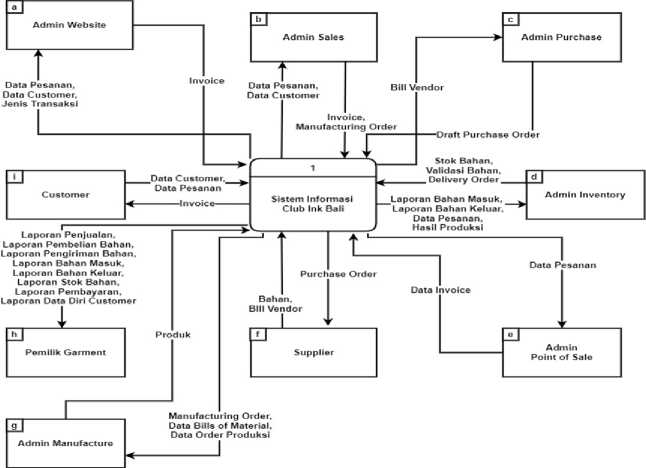 a
Admin Website
b
Admin Sales
c
Admin Purchase
Data Pesanan,
Data Customer,
Jenis Transaksi
Invoice
Data Pesanan,
Data Customer
Invoice,
Manufacturing Order
Bill Vendor
Draft Purchase Order
i
Customer
Data Customer,
Data Pesanan
Invoice
1
Sistem Informasi
Club Ink Bali
Stok Bahan,
Validasi Bahan,
Delivery Order
Laporan Bahan Masuk,
Laporan Bahan Keluar,
Data Pesanan,
Hasil Produksi
d
Admin Inventory
Laporan Penjualan,
Laporan Pembelian Bahan,
Laporan Pengiriman Bahan,
Laporan Bahan Masuk,
Laporan Bahan Keluar,
Laporan Stok Bahan,
Laporan Pembayaran,
Laporan Data Diri Customer
Produk
Bahan,
Bill Vendor
Purchase Order
Data Invoice
Data Pesanan
h
Pemilik Garment
f
Supplier
e
Admin
Point of Sale
g
Admin Manufacture
Manufacturing Order,
Data Bills of Material,
Data Order Produksi